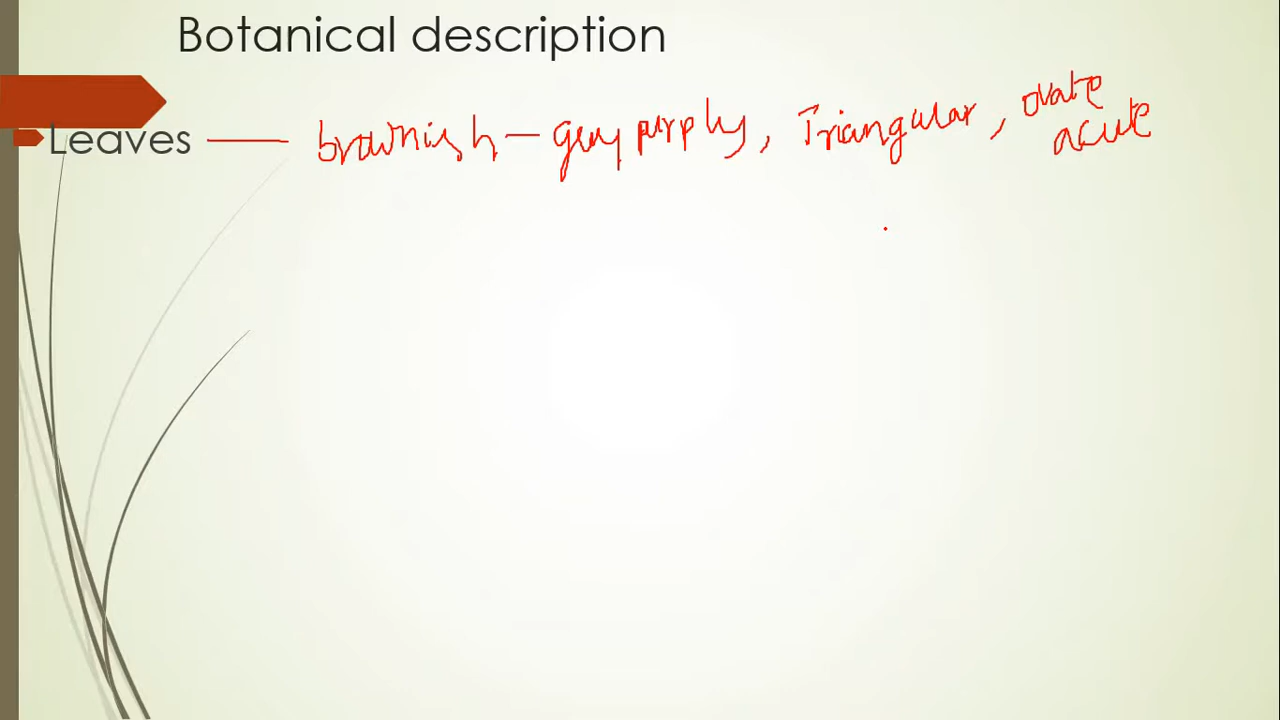 Botanical description
Leaves — brownish – grey purply, Triangular, ovate
acute